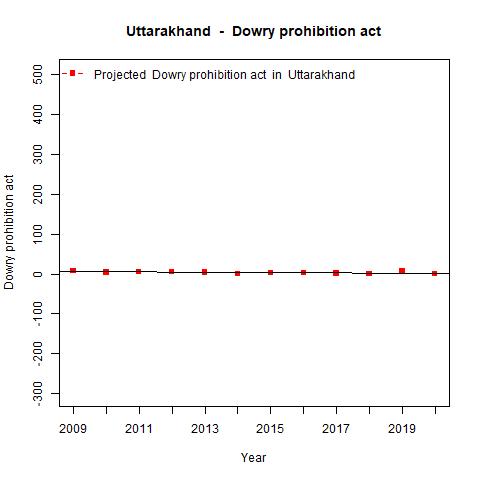 Uttarakhand - Dowry prohibition act
Projected Dowry prohibition act in Uttarakhand
Dowry prohibition act
500
400
300
200
100
0
-100
-200
-300
2009 2011 2013 2015 2017 2019
Year